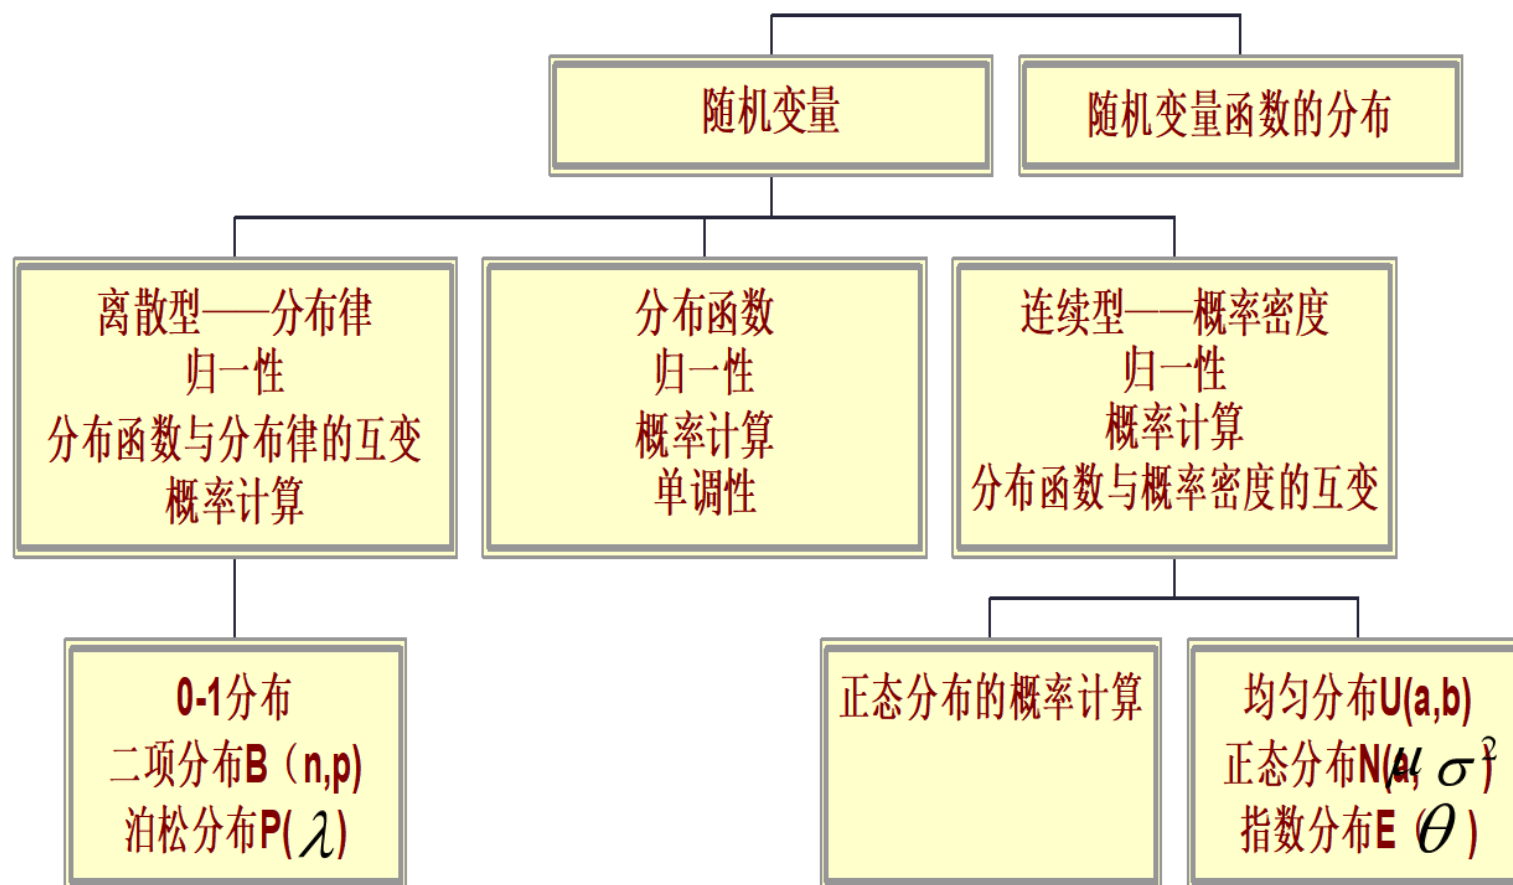 随机变量
随机变量函数的分布
离散型——分布律
归一性
分布函数与分布律的互变
概率计算
分布函数
归一性
概率计算
单调性
连续型——概率密度
归一性
概率计算
分布函数与概率密度的互变
0-1分布
二项分布B（n,p)
泊松分布P(λ)
正态分布的概率计算
均匀分布U(a,b)
正态分布N(μ σ²)
指数分布E（θ)